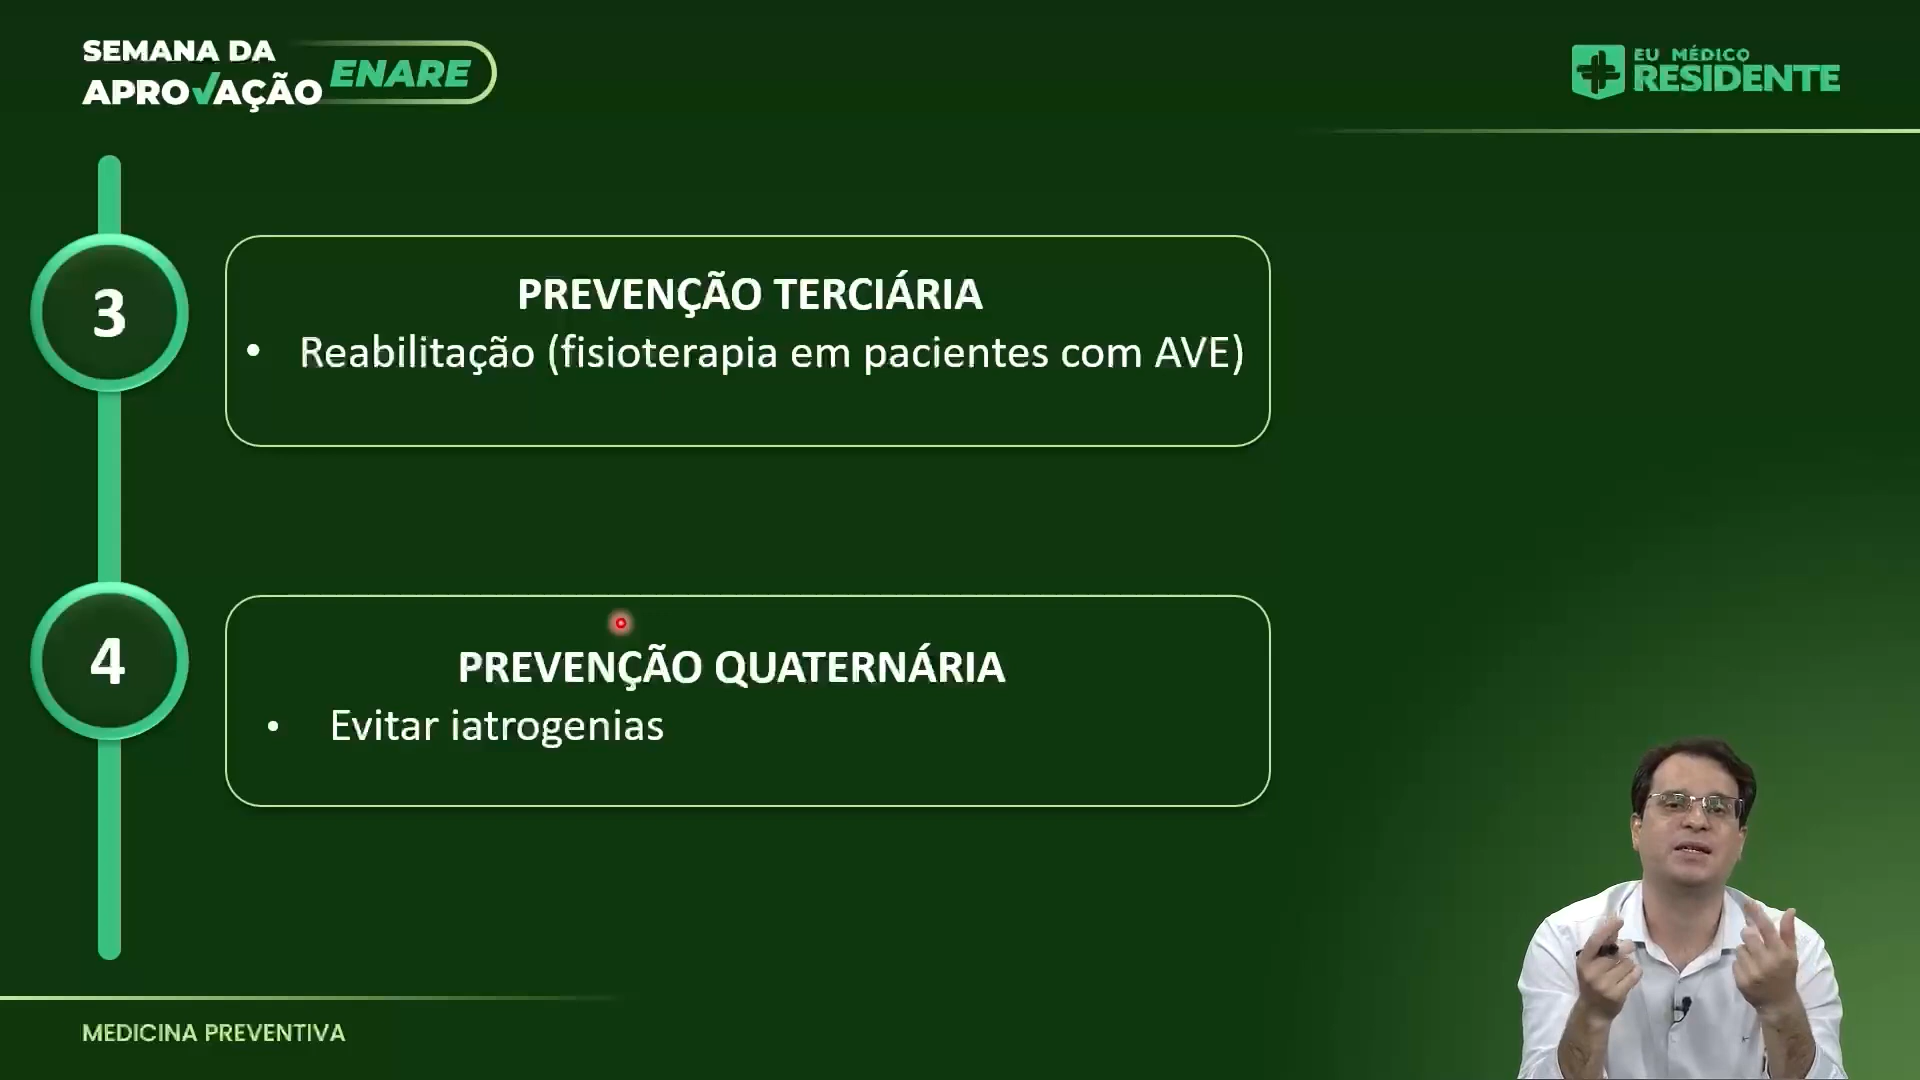 SEMANA DA
APROVAÇÃO ENARE
EU MÉDICO
RESIDENTE
3
PREVENÇÃO TERCIÁRIA
• Reabilitação (fisioterapia em pacientes com AVE)
4
PREVENÇÃO QUATERNÁRIA
• Evitar iatrogenias
MEDICINA PREVENTIVA